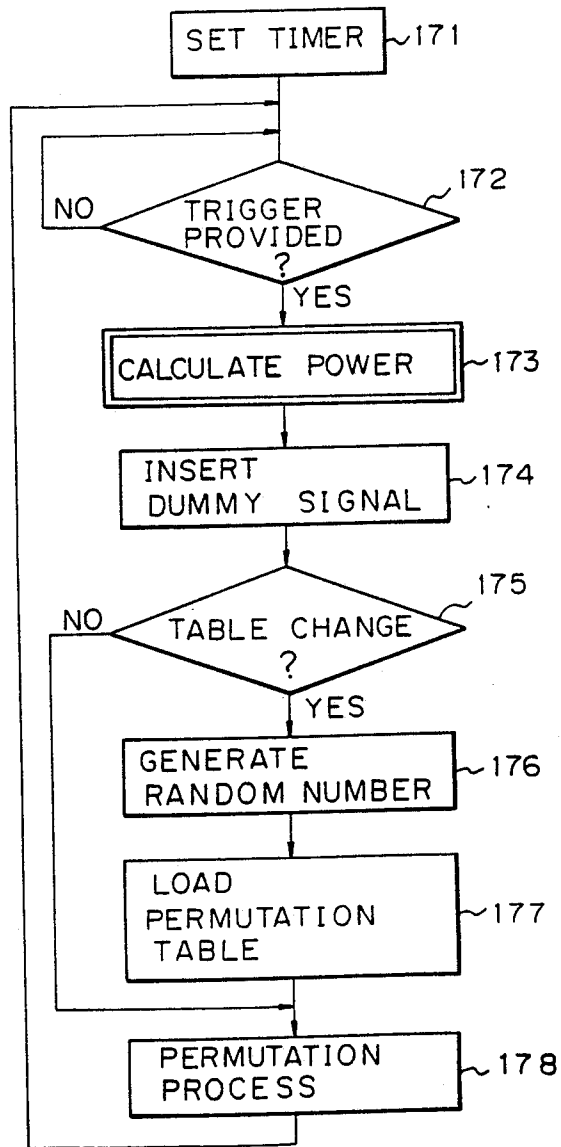 SET TIMER 171
172
NO
TRIGGER
PROVIDED
?
YES
CALCULATE POWER 173
INSERT
DUMMY SIGNAL 174
175
NO
TABLE CHANGE
?
YES
GENERATE
RANDOM NUMBER 176
LOAD
PERMUTATION 177
TABLE
PERMUTATION
PROCESS 178